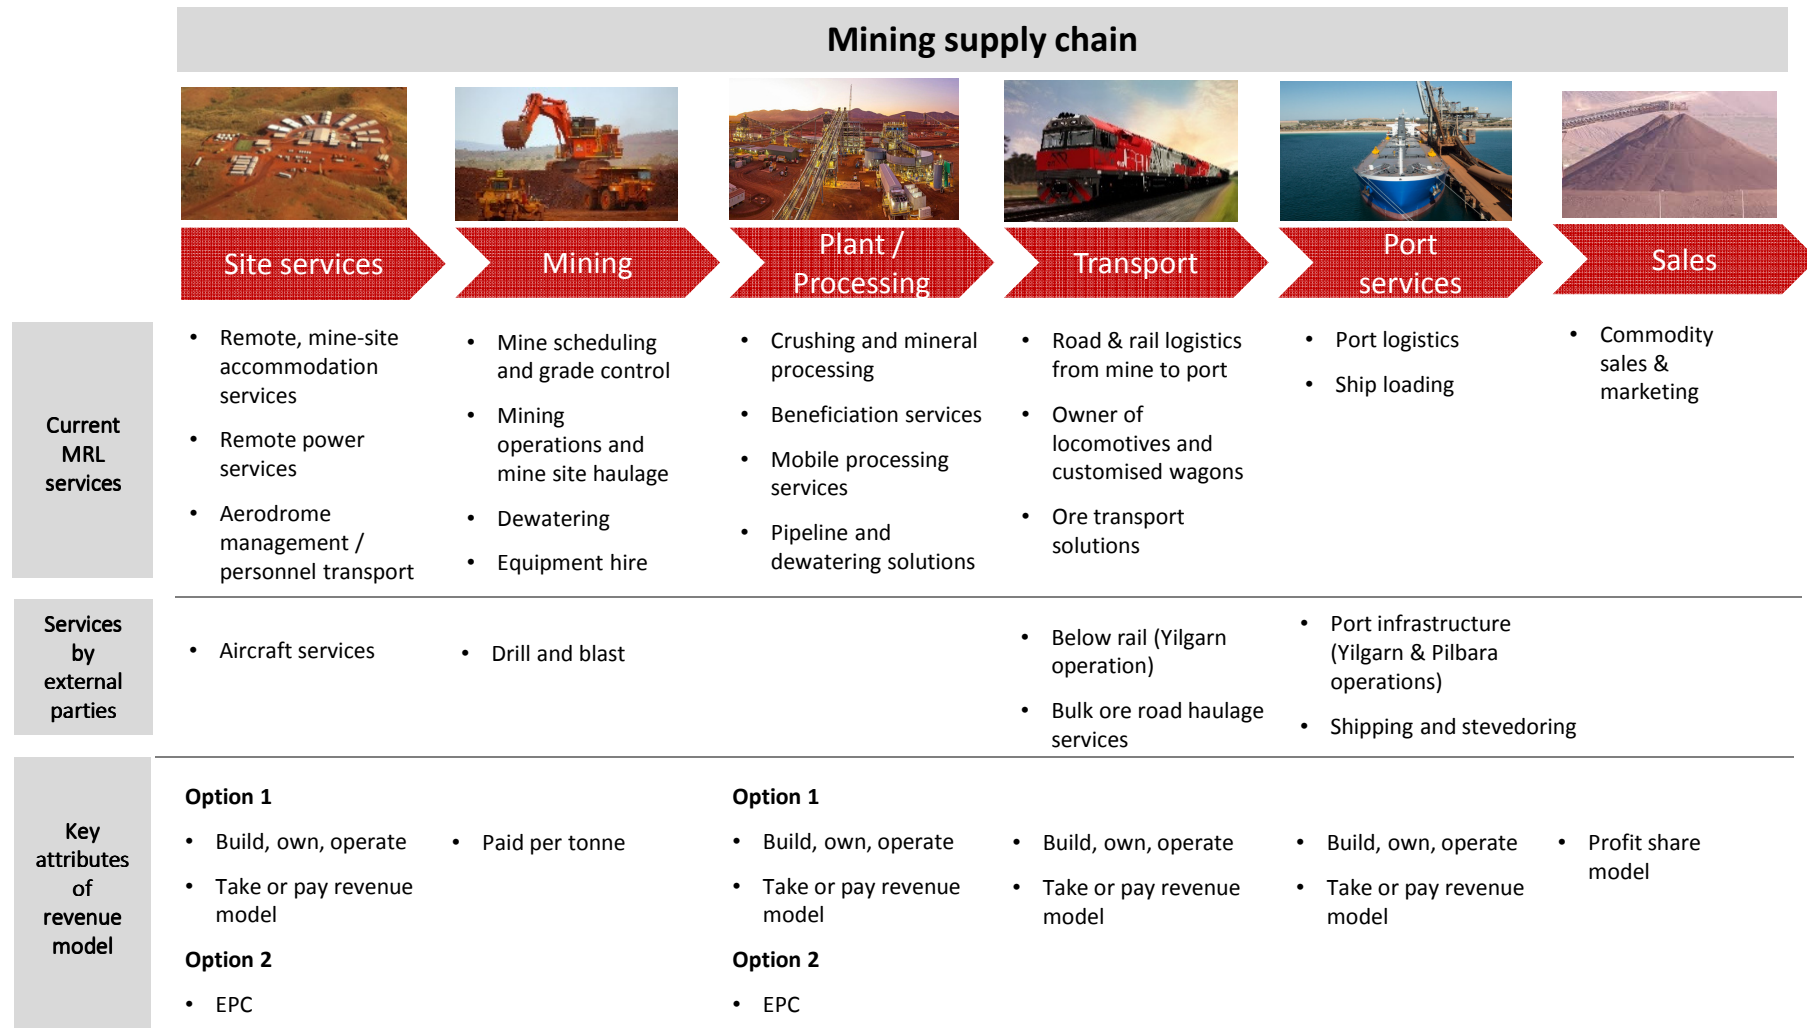 Mining supply chain
Site services
Mining
Plant /
Processing
Transport
Port
services
Sales
Current
MRL
services
• Remote, mine-site
accommodation
services
• Remote power
services
• Aerodrome
management /
personnel transport
• Mine scheduling
and grade control
• Mining
operations and
mine site haulage
• Dewatering
• Equipment hire
• Crushing and mineral
processing
• Beneficiation services
• Mobile processing
services
• Pipeline and
dewatering solutions
• Road & rail logistics
from mine to port
• Owner of
locomotives and
customised wagons
• Ore transport
solutions
• Port logistics
• Ship loading
• Commodity
sales &
marketing
Services
by
external
parties
• Aircraft services
• Drill and blast
• Below rail (Yilgarn
operation)
• Bulk ore road haulage
services
• Port infrastructure
(Yilgarn & Pilbara
operations)
• Shipping and stevedoring
Key
attributes
of
revenue
model
Option 1
• Build, own, operate
• Take or pay revenue
model
Option 2
• EPC
• Paid per tonne
Option 1
• Build, own, operate
• Take or pay revenue
model
Option 2
• EPC
• Build, own, operate
• Take or pay revenue
model
• Build, own, operate
• Take or pay revenue
model
• Profit share
model